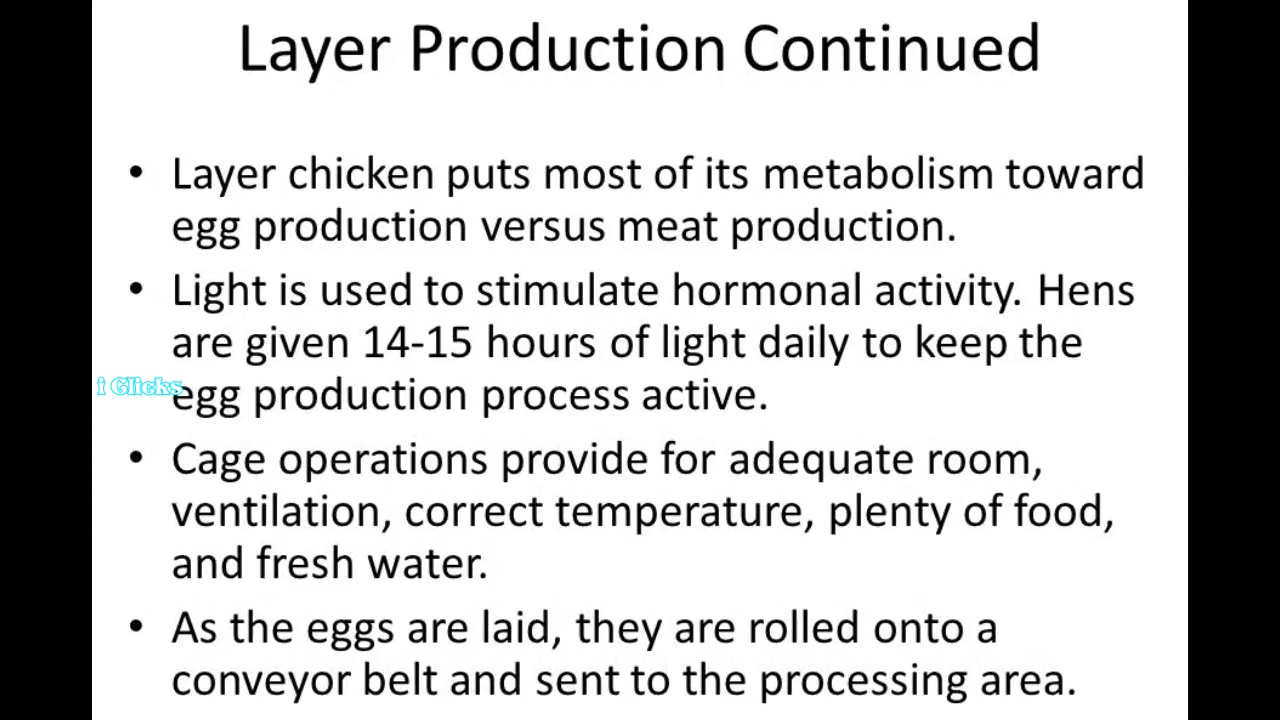 Layer Production Continued
• Layer chicken puts most of its metabolism toward
egg production versus meat production.
• Light is used to stimulate hormonal activity. Hens
are given 14-15 hours of light daily to keep the
i Glicks
egg production process active.
• Cage operations provide for adequate room,
ventilation, correct temperature, plenty of food,
and fresh water.
• As the eggs are laid, they are rolled onto a
conveyor belt and sent to the processing area.